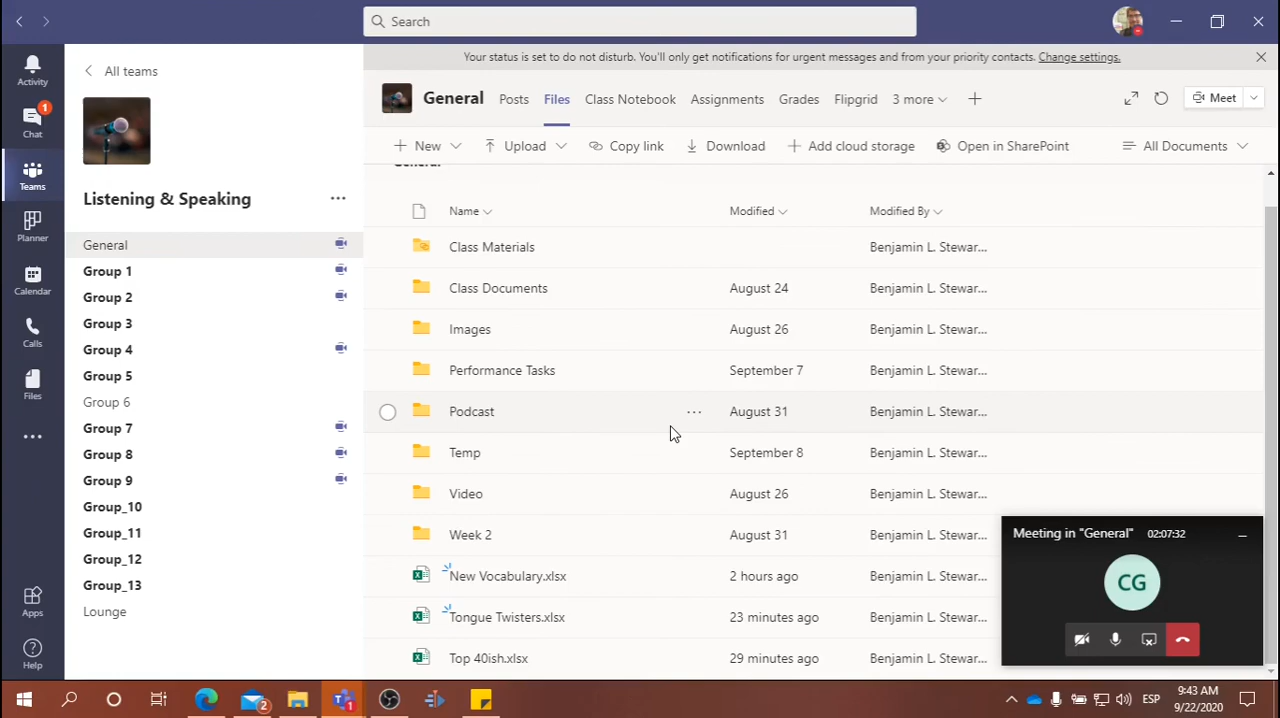 Search
Your status is set to do not disturb. You'll only get notifications for urgent messages and from your priority contacts. Change settings.
Activity
Chat
1
Teams
Planner
Calendar
Calls
Files
Apps
Help
All teams
Listening & Speaking
General
Group 1
Group 2
Group 3
Group 4
Group 5
Group 6
Group 7
Group 8
Group 9
Group_10
Group_11
Group_12
Group_13
Lounge
General Posts Files Class Notebook Assignments Grades Flipgrid 3 more Meet
New Upload Copy link Download Add cloud storage Open in SharePoint All Documents
General
Name Modified Modified By
Class Materials Benjamin L. Stewar...
Class Documents August 24 Benjamin L. Stewar...
Images August 26 Benjamin L. Stewar...
Performance Tasks September 7 Benjamin L. Stewar...
Podcast August 31 Benjamin L. Stewar...
Temp September 8 Benjamin L. Stewar...
Video August 26 Benjamin L. Stewar...
Week 2 August 31 Benjamin L. Stewar...
New Vocabulary.xlsx 2 hours ago Benjamin L. Stewar...
Tongue Twisters.xlsx 23 minutes ago Benjamin L. Stewar...
Top 40ish.xlsx 29 minutes ago Benjamin L. Stewar...
Meeting in "General" 02:07:32
CG
2
1
ESP
9:43 AM
9/22/2020